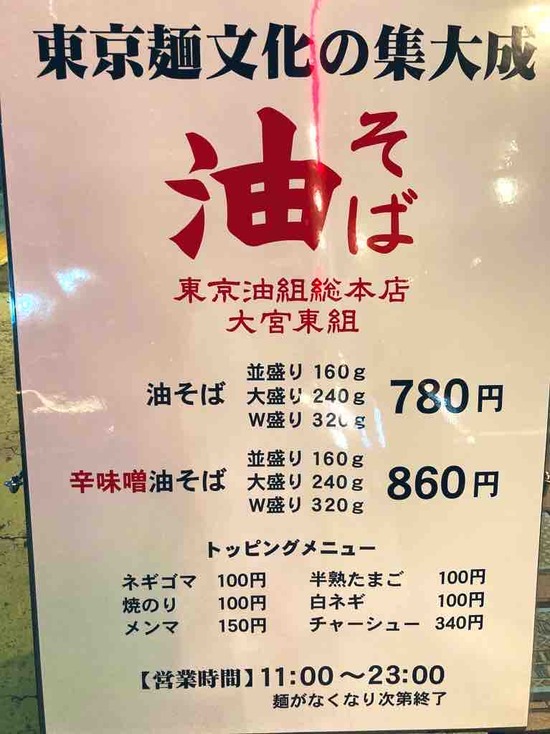 東京麺文化の集大成
油そば
東京油組総本店
大宮東組
油そば 並盛り 160g 大盛り 240g W盛り 320g 780円
辛味噌油そば 並盛り 160g 大盛り 240g W盛り 320g 860円
トッピングメニュー
ネギゴマ 100円 半熟たまご 100円
焼のり 100円 白ネギ 100円
メンマ 150円 チャーシュー 340円
【営業時間】11:00～23:00
麺がなくなり次第終了